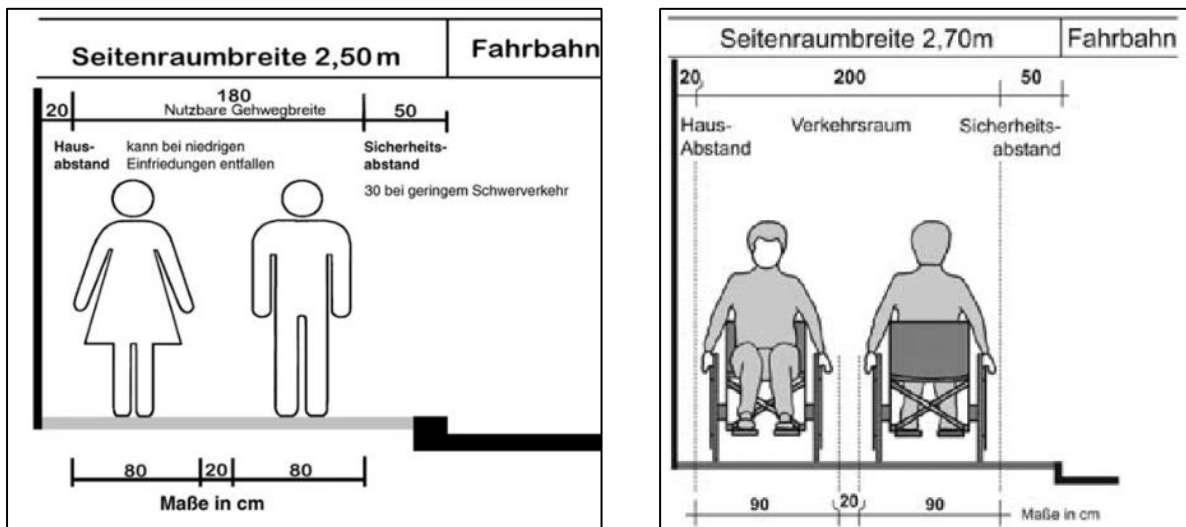 Seitenraumbreite 2,50 m
Fahrbahn
20
180
50
Nutzbare Gehwegbreite
Haus-
abstand
kann bei niedrigen
Einfriedungen entfallen
Sicherheits-
abstand
30 bei geringem Schwerverkehr
80
20
80
Maße in cm
Seitenraumbreite 2,70m
Fahrbahn
20
200
50
Haus-
Abstand
Verkehrsraum
Sicherheits-
abstand
90
20
90
Maße in cm